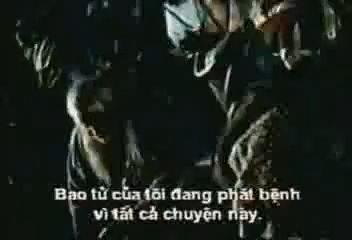 Bao tử của tôi đang phát bệnh
vì tất cả chuyện này.